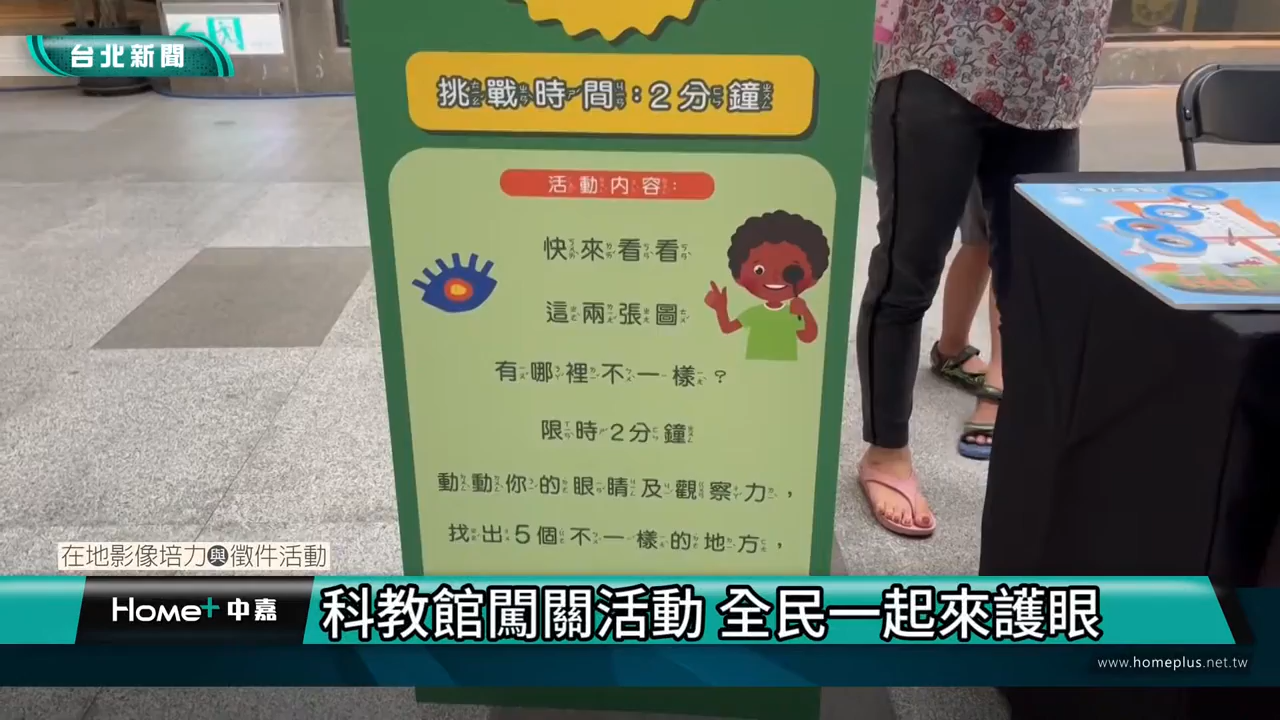 台北新聞
挑戰時間：2分鐘
活動内容：
快來看看
這兩張圖
有哪裡不一樣？
限時2分鐘
動動你的眼睛及觀察力，
找出5個不一樣的地方，
在地影像培力與徵件活動
Home+中嘉
科教館闖關活動 全民一起來護眼
www.homeplus.net.tw